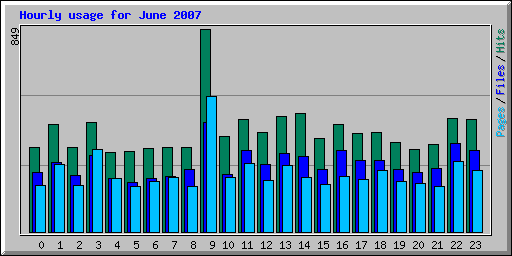 Hourly usage for June 2007
849
Pages/Files/Hits
0 1 2 3 4 5 6 7 8 9 10 11 12 13 14 15 16 17 18 19 20 21 22 23